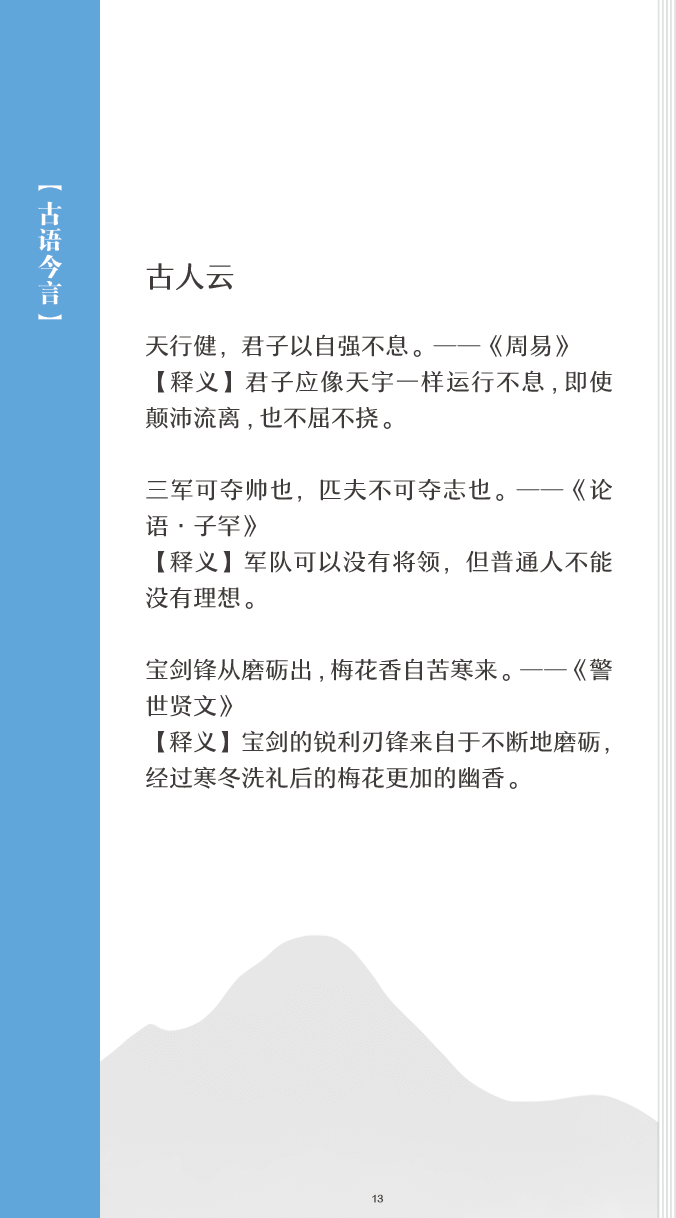 【古语今言】
古人云
天行健，君子以自强不息。——《周易》
【释义】君子应像天宇一样运行不息,即使
颠沛流离,也不屈不挠。
三军可夺帅也，匹夫不可夺志也。——《论
语·子罕》
【释义】军队可以没有将领，但普通人不能
没有理想。
宝剑锋从磨砺出,梅花香自苦寒来。——《警
世贤文》
【释义】宝剑的锐利刃锋来自于不断地磨砺,
经过寒冬洗礼后的梅花更加的幽香。
13